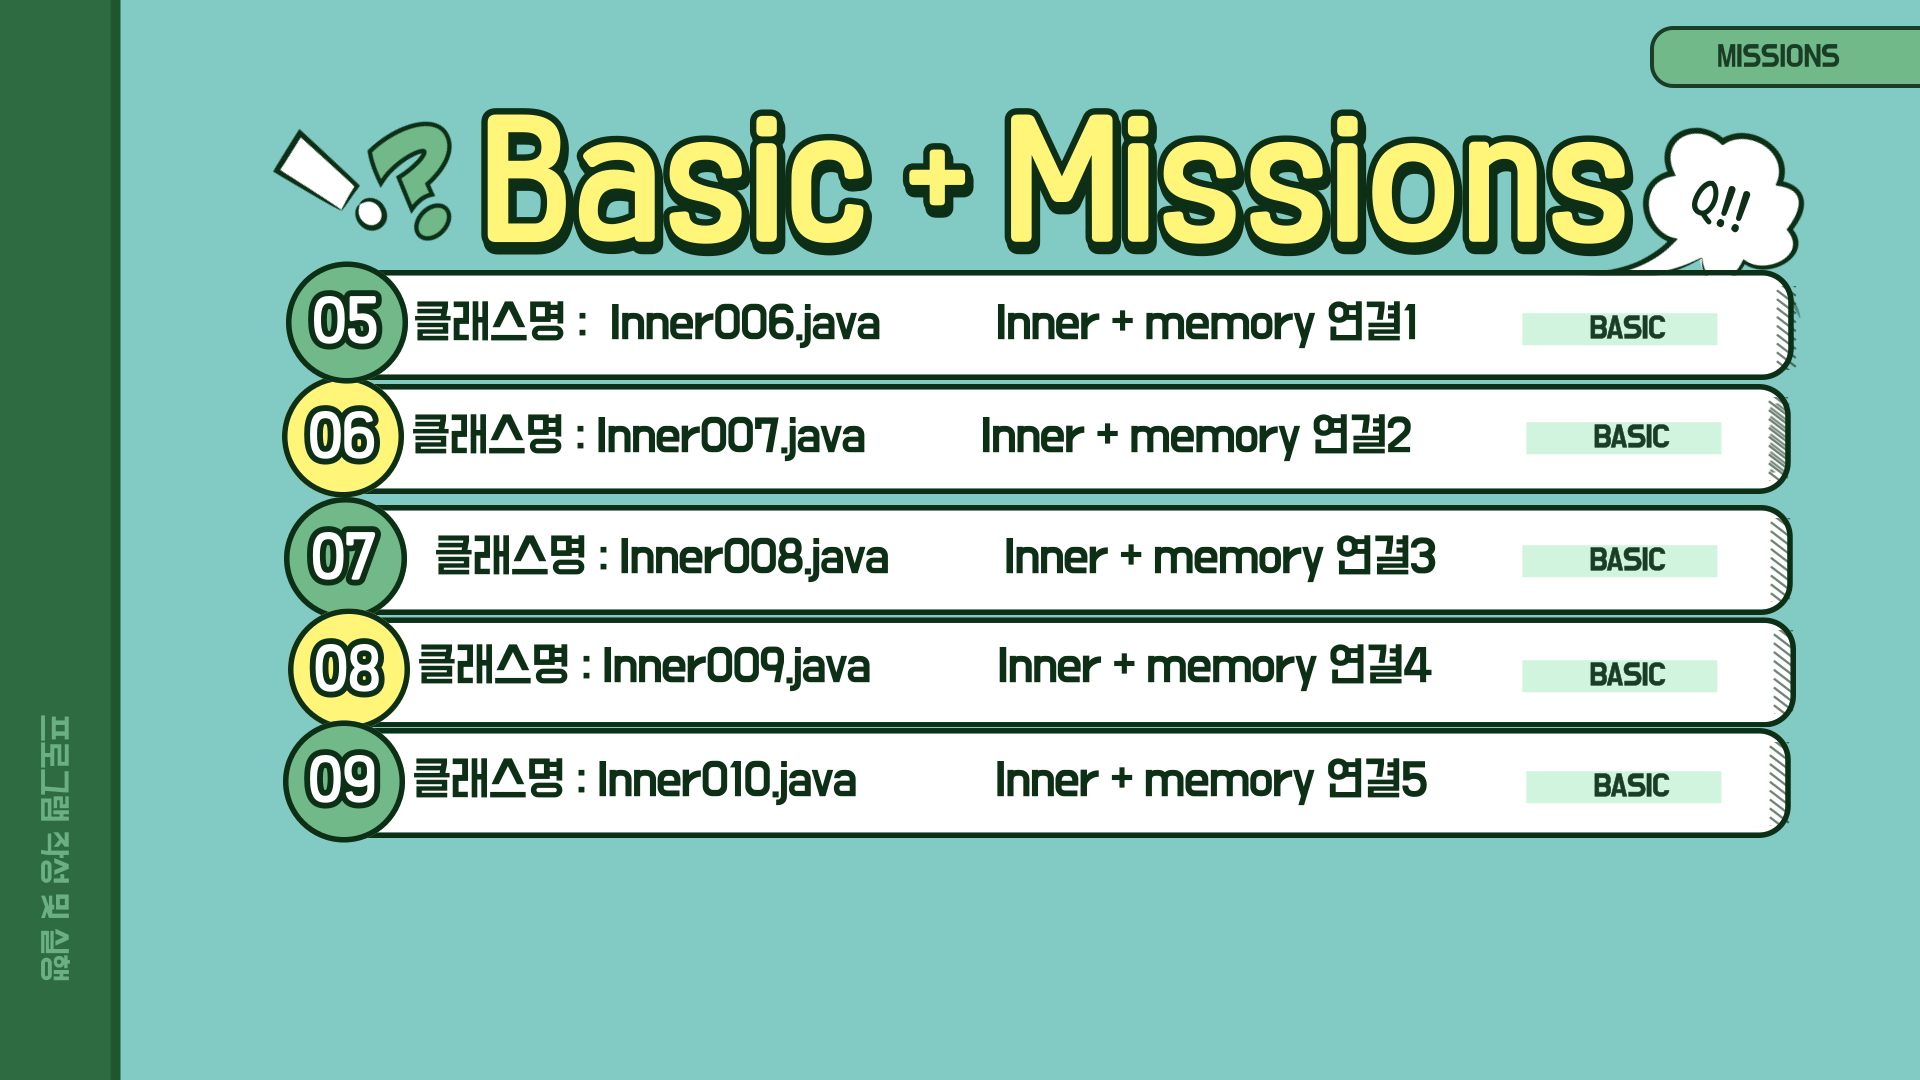 MISSIONS
Basic + Missions
Q!!
05 클래스명 : Inner006.java Inner + memory 연결1 BASIC
06 클래스명 : Inner007.java Inner + memory 연결2 BASIC
07 클래스명 : Inner008.java Inner + memory 연결3 BASIC
08 클래스명 : Inner009.java Inner + memory 연결4 BASIC
09 클래스명 : Inner010.java Inner + memory 연결5 BASIC
프로그램 작성 및 실행